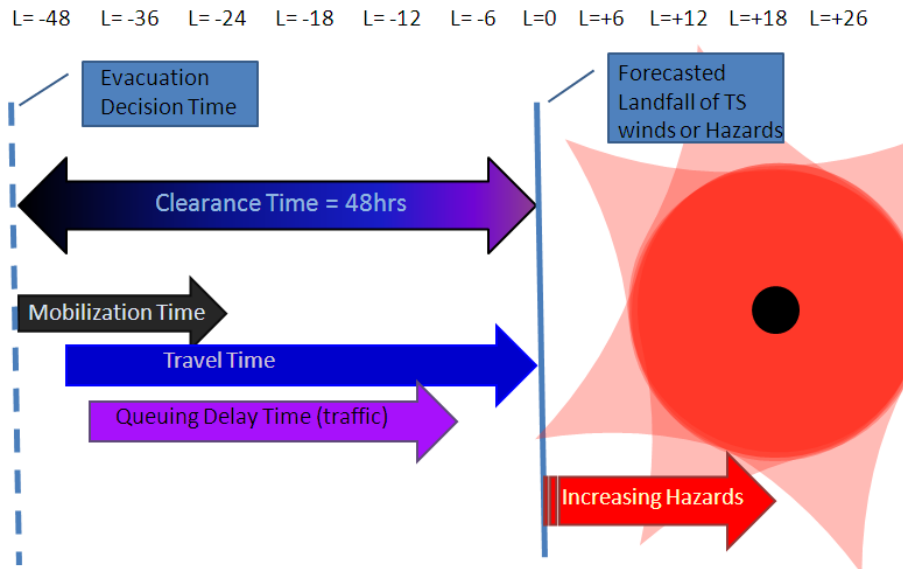 L= -48 L= -36 L= -24 L= -18 L= -12 L= -6 L=0 L=+6 L=+12 L=+18 L=+26
Evacuation
Decision Time
Forecasted
Landfall of TS
winds or Hazards
Clearance Time = 48hrs
Mobilization Time
Travel Time
Queuing Delay Time (traffic)
Increasing Hazards